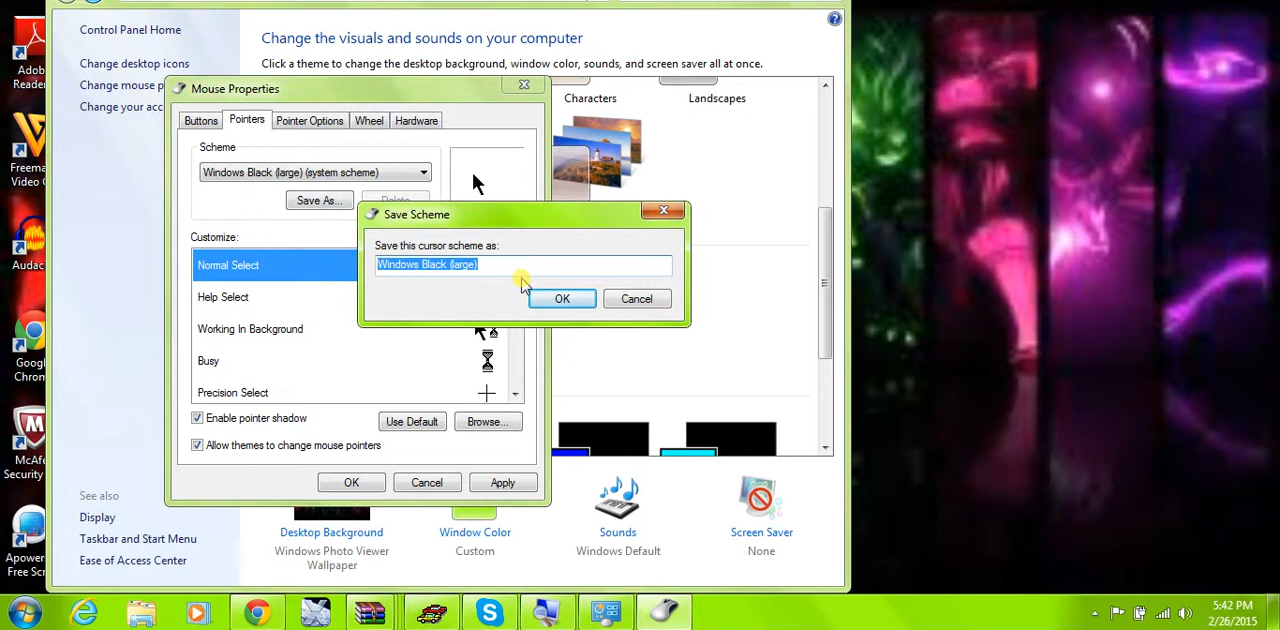 Adobe
Reader
Freema
Video C
Audac
Google
Chrom
McAfe
Security
Apower
Free Scr
Control Panel Home
Change desktop icons
Change mouse p
Change your acc
See also
Display
Taskbar and Start Menu
Ease of Access Center
Change the visuals and sounds on your computer
Click a theme to change the desktop background, window color, sounds, and screen saver all at once.
Characters
Landscapes
Mouse Properties
Buttons
Pointers
Pointer Options
Wheel
Hardware
Scheme
Windows Black (large) (system scheme)
Save As...
Delete
Customize:
Normal Select
Help Select
Working In Background
Busy
Precision Select
Enable pointer shadow
Use Default
Browse...
Allow themes to change mouse pointers
OK
Cancel
Apply
Save Scheme
Save this cursor scheme as:
Windows Black (large)
OK
Cancel
Desktop Background
Windows Photo Viewer
Wallpaper
Window Color
Custom
Sounds
Windows Default
Screen Saver
None
5:42 PM
2/26/2015